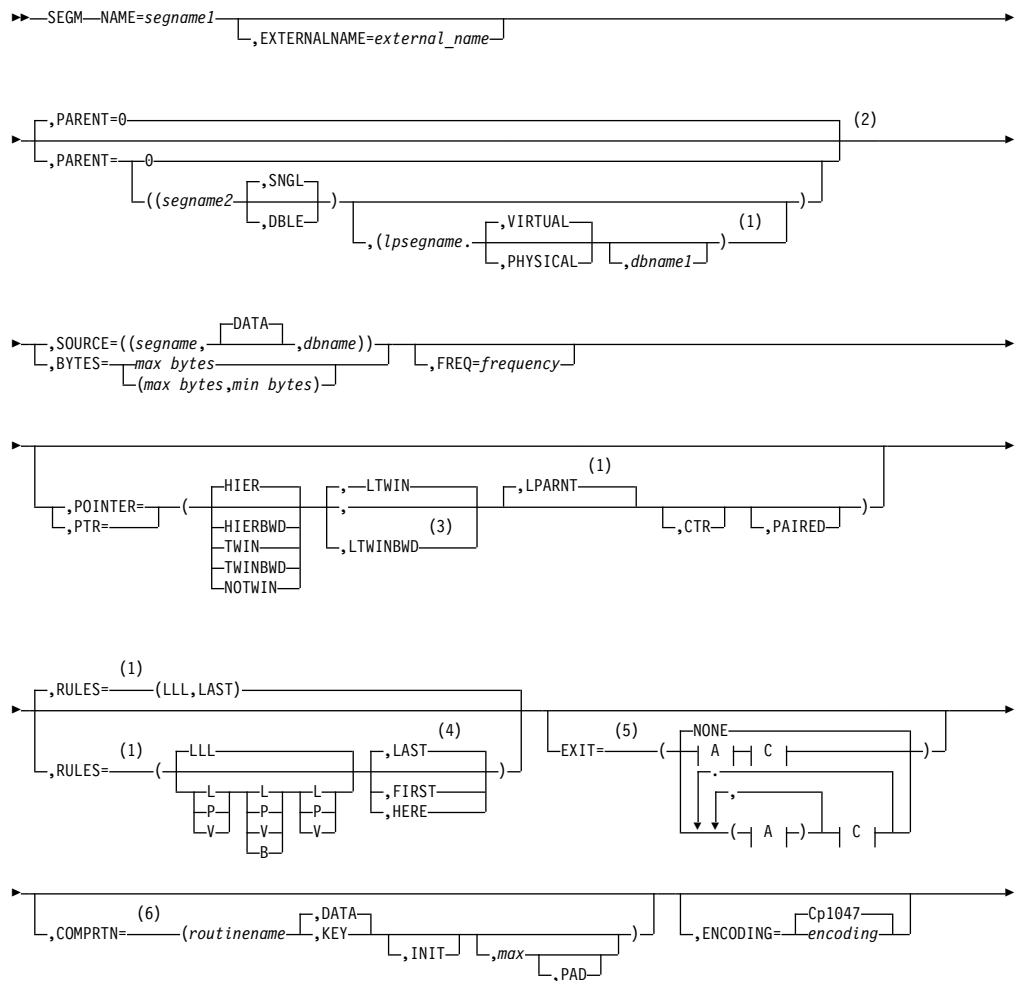 SEGM NAME=segname1
,EXTERNALNAME=external_name
,PARENT=0 (2)
,PARENT= 0
((segname2 ,SNGL )
,DBLE
,(lpsegname. ,VIRTUAL ) (1) )
,PHYSICAL ,dbname1
,SOURCE=((segname, DATA ,dbname))
,BYTES= max bytes
(max bytes,min bytes)
,FREQ=frequency
,POINTER= ( HIER , LTWIN ,LPARNT (1) )
,PTR= HIERBWD , (3) ,CTR ,PAIRED
TWIN ,LTWINBWD
TWINBWD
NOTWIN
(1)
,RULES= (LLL,LAST)
(1) (4)
,RULES= ( LLL ,LAST )
L L L ,FIRST
P P P ,HERE
V V V
B
(5) NONE
EXIT= ( A C )
.
,
( A ) C
(6) ,DATA
,COMPRTN= (routinename ,KEY )
,INIT ,max
,PAD
Cp1047
,ENCODING= encoding